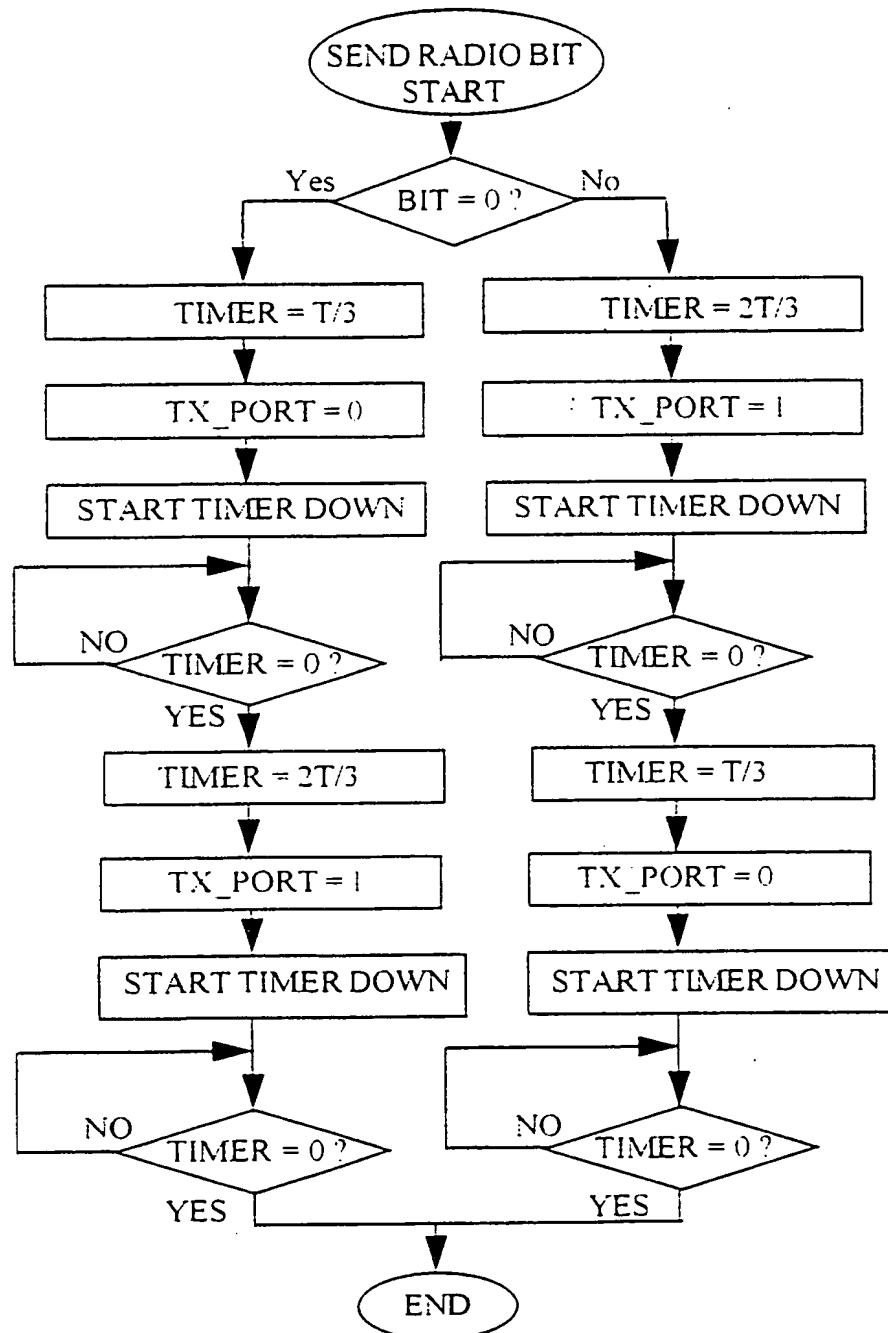 SEND RADIO BIT
START
Yes
BIT = 0 ?
No
TIMER = T/3
TIMER = 2T/3
TX_PORT = 0
TX_PORT = 1
START TIMER DOWN
START TIMER DOWN
NO
TIMER = 0 ?
YES
NO
TIMER = 0 ?
YES
TIMER = 2T/3
TIMER = T/3
TX_PORT = 1
TX_PORT = 0
START TIMER DOWN
START TIMER DOWN
NO
TIMER = 0 ?
YES
NO
TIMER = 0 ?
YES
END